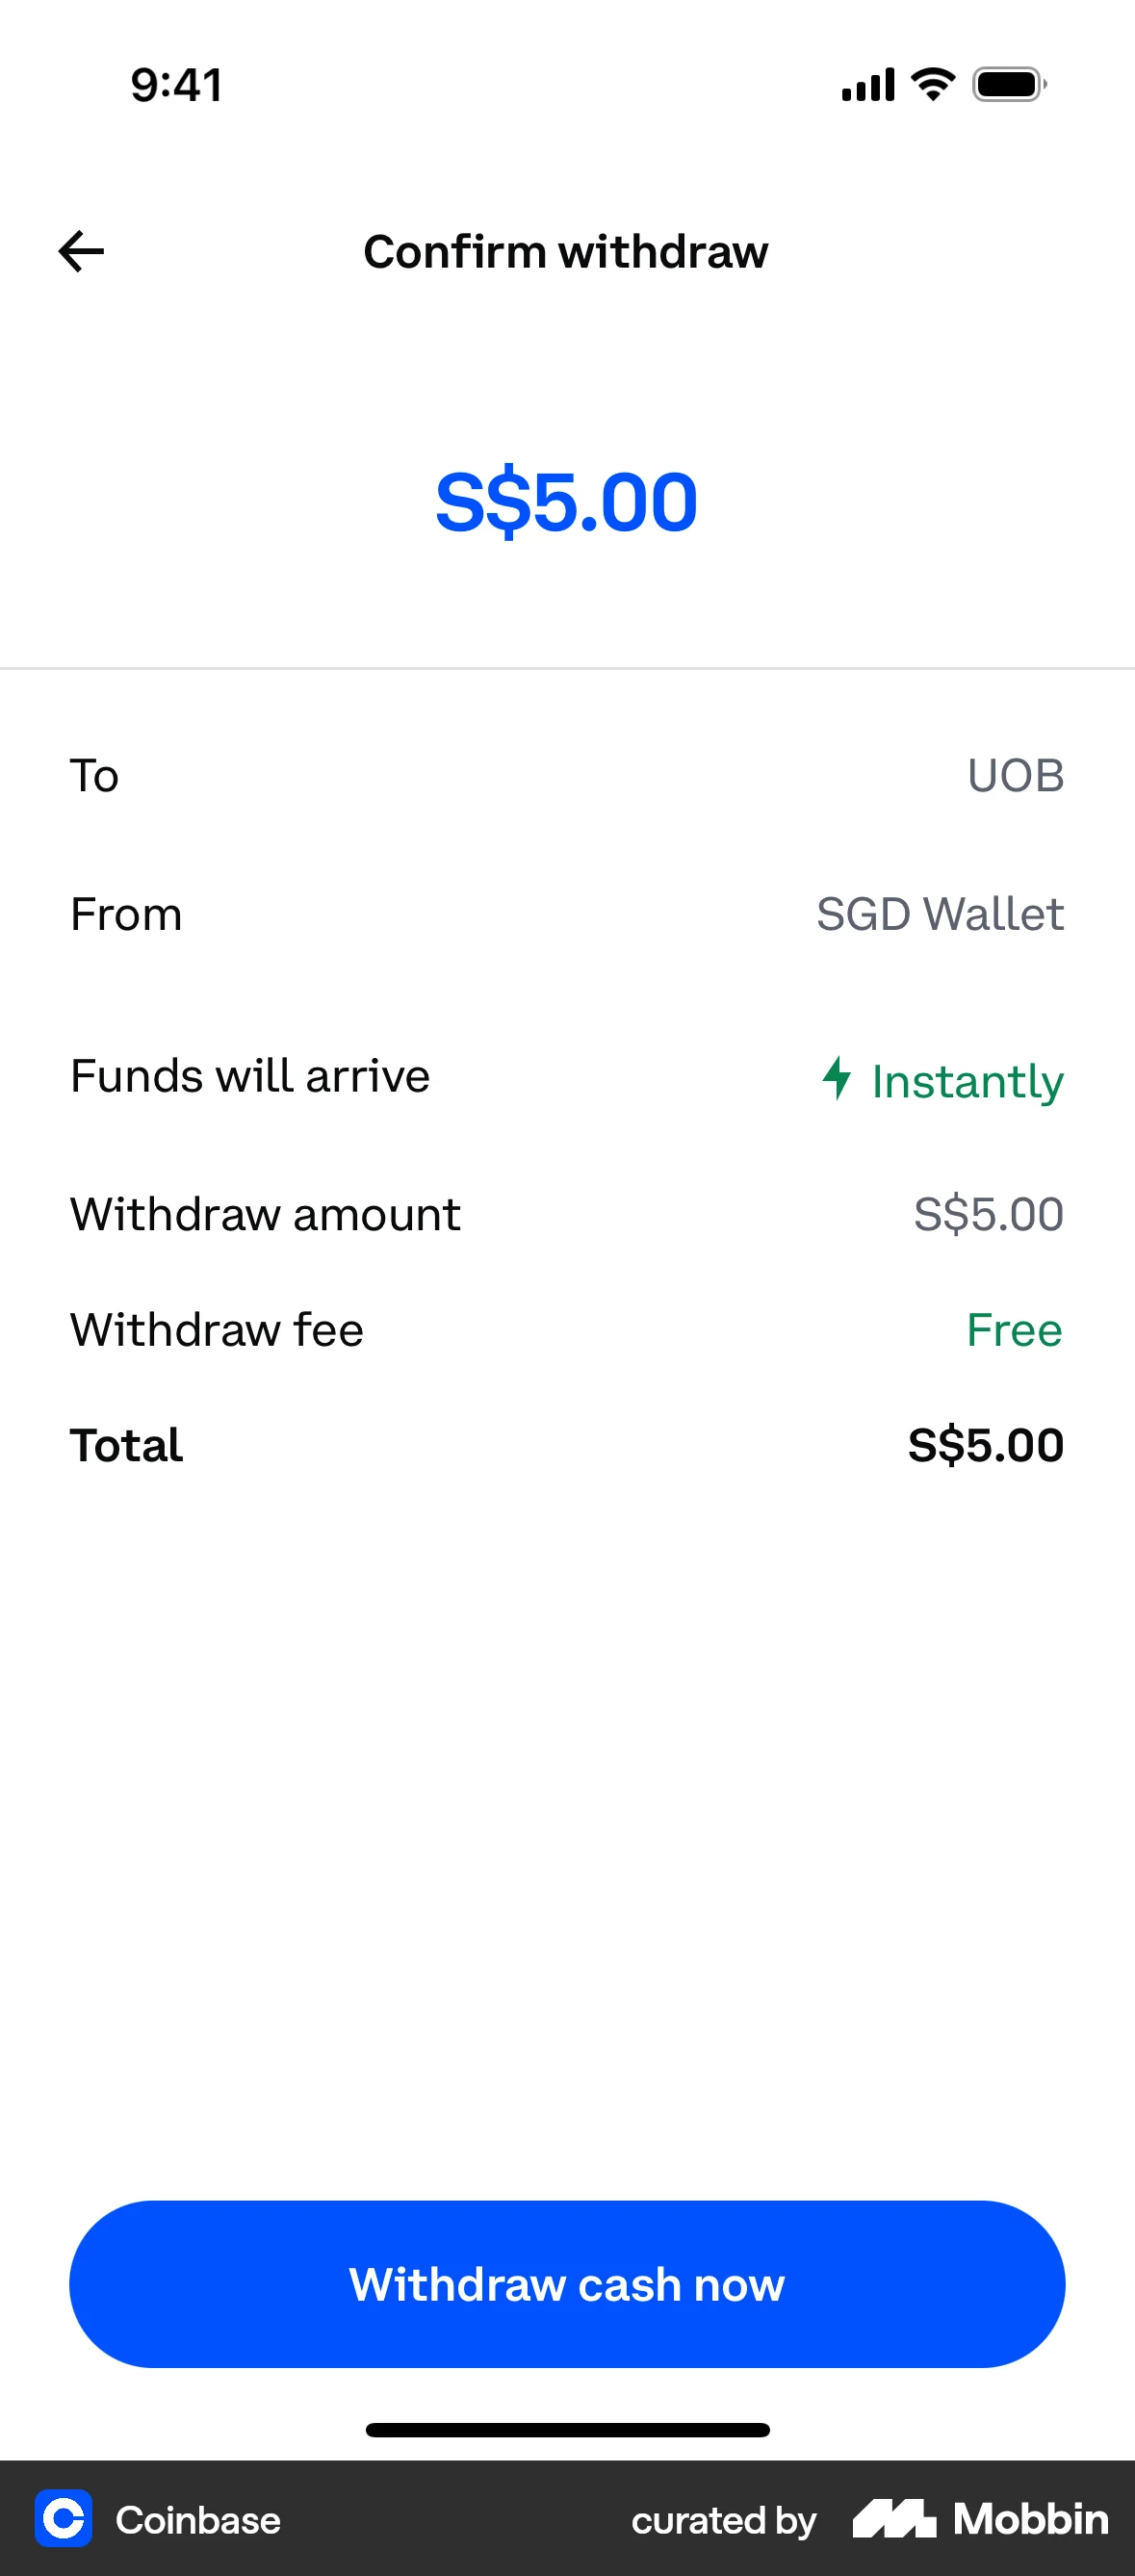 9:41
Confirm withdraw
S$5.00
To UOB
From SGD Wallet
Funds will arrive Instantly
Withdraw amount S$5.00
Withdraw fee Free
Total S$5.00
Withdraw cash now
Coinbase curated by Mobbin